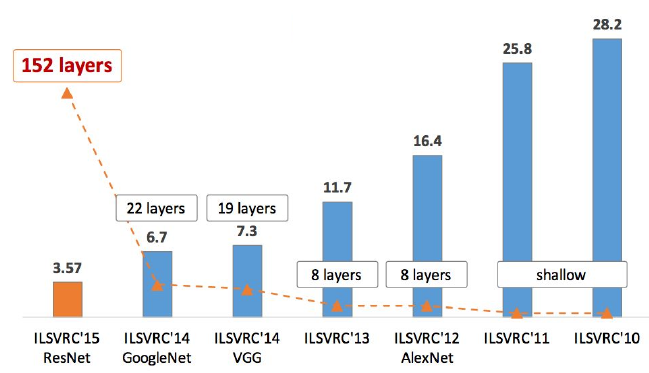 28.2
25.8
152 layers
16.4
11.7
22 layers
19 layers
7.3
6.7
3.57
8 layers
8 layers
shallow
ILSVRC'15
ResNet
ILSVRC'14
GoogleNet
ILSVRC'14
VGG
ILSVRC'13
ILSVRC'12
AlexNet
ILSVRC'11
ILSVRC'10